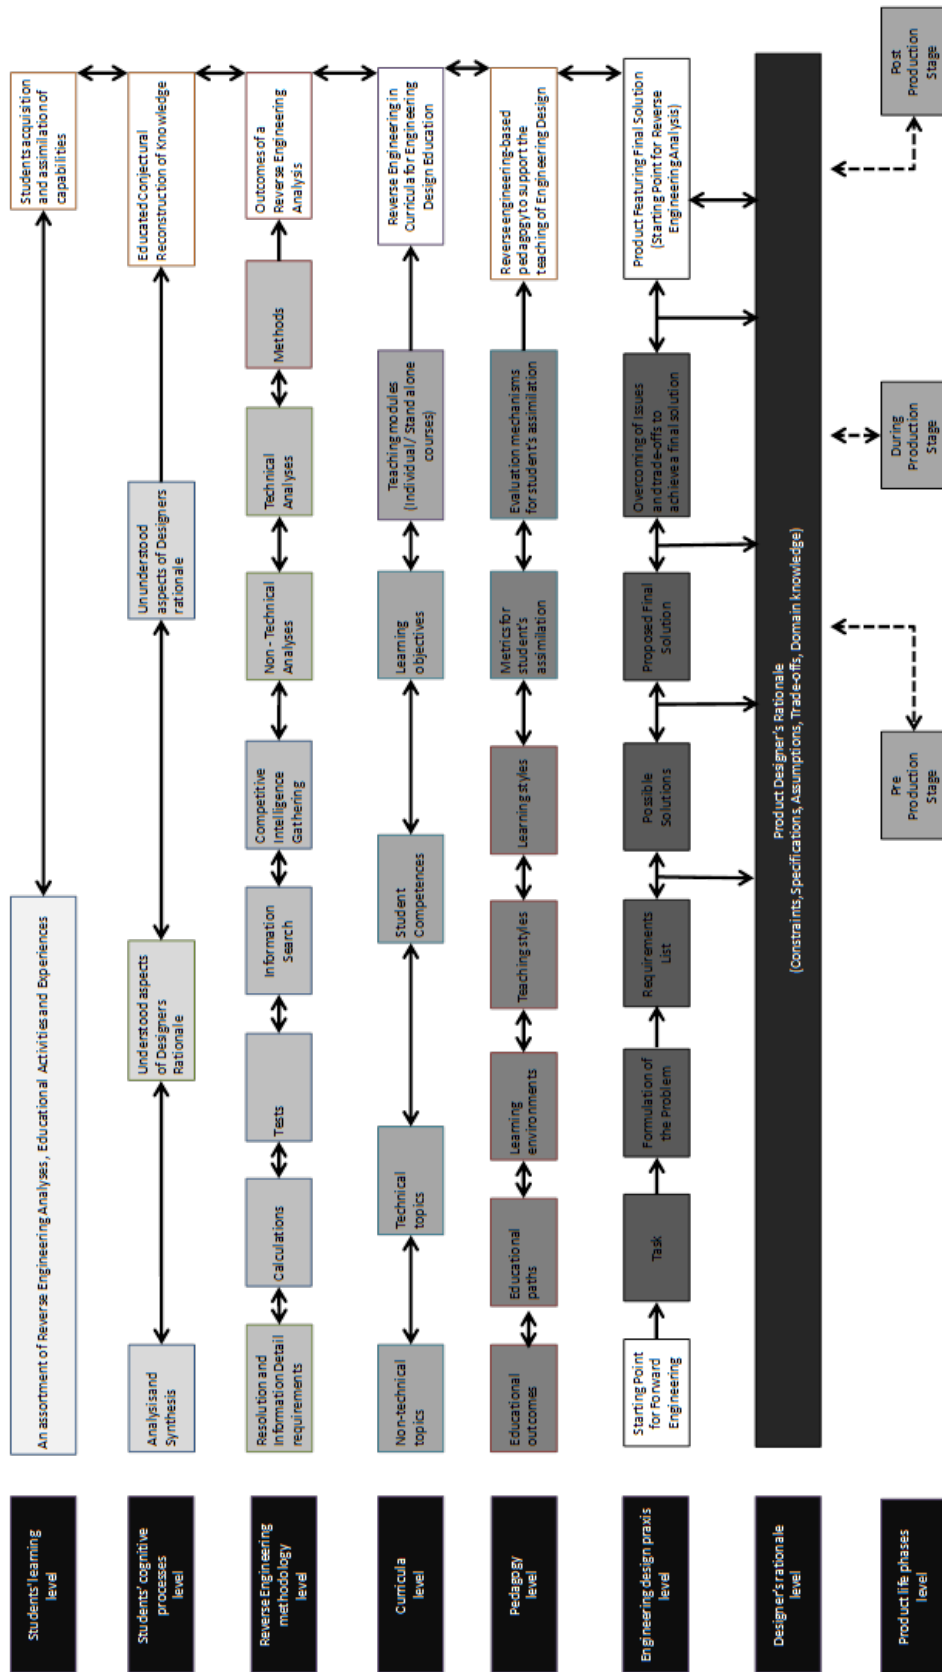 Students' learning
level
An assortment of Reverse Engineering Analyses, Educational Activities and Experiences
Students acquisition
and assimilation of
capabilities
Students' cognitive
processes
level
Analysis and
Synthesis
Understood aspects
of Designers
Rationale
Ununderstood
aspects of Designers
rationale
Educated Conjectural
Reconstruction of Knowledge
Reverse Engineering
methodology
level
Resolution and
Information Detail
requirements
Calculations
Tests
Information
Search
Competitive
Intelligence
Gathering
Non - Technical
Analyses
Technical
Analyses
Methods
Outcomes of a
Reverse Engineering
Analysis
Curricula
level
Non-technical
topics
Technical
topics
Student
Competences
Learning
objectives
Teaching modules
(Individual / Stand alone
courses)
Reverse Engineering in
Curricula for Engineering
Design Education
Pedagogy
level
Educational
outcomes
Educational
paths
Learning
environments
Teaching styles
Learning styles
Metrics for
student's
assimilation
Evaluation mechanisms
for student's assimilation
Reverse engineering-based
pedagogy to support the
teaching of Engineering Design
Engineering design praxis
level
Starting Point
for Forward
Engineering
Task
Formulation of
the Problem
Requirements
List
Possible
Solutions
Proposed Final
Solution
Overcoming of Issues
and trade-offs to
achieve a final solution
Product Featuring Final Solution
(Starting Point for Reverse
Engineering Analysis)
Designer's rationale
level
Product Designer's Rationale
(Constraints, Specifications, Assumptions, Trade-offs, Domain knowledge)
Product life phases
level
Pre
Production
Stage
During
Production
Stage
Post
Production
Stage